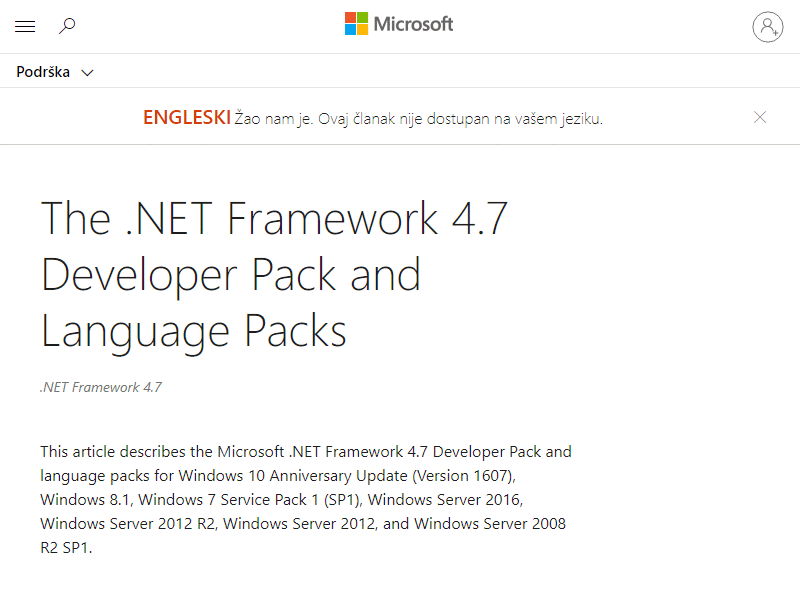 Microsoft
Podrška
ENGLESKI Žao nam je. Ovaj članak nije dostupan na vašem jeziku.
The .NET Framework 4.7
Developer Pack and
Language Packs
.NET Framework 4.7
This article describes the Microsoft .NET Framework 4.7 Developer Pack and
language packs for Windows 10 Anniversary Update (Version 1607),
Windows 8.1, Windows 7 Service Pack 1 (SP1), Windows Server 2016,
Windows Server 2012 R2, Windows Server 2012, and Windows Server 2008
R2 SP1.